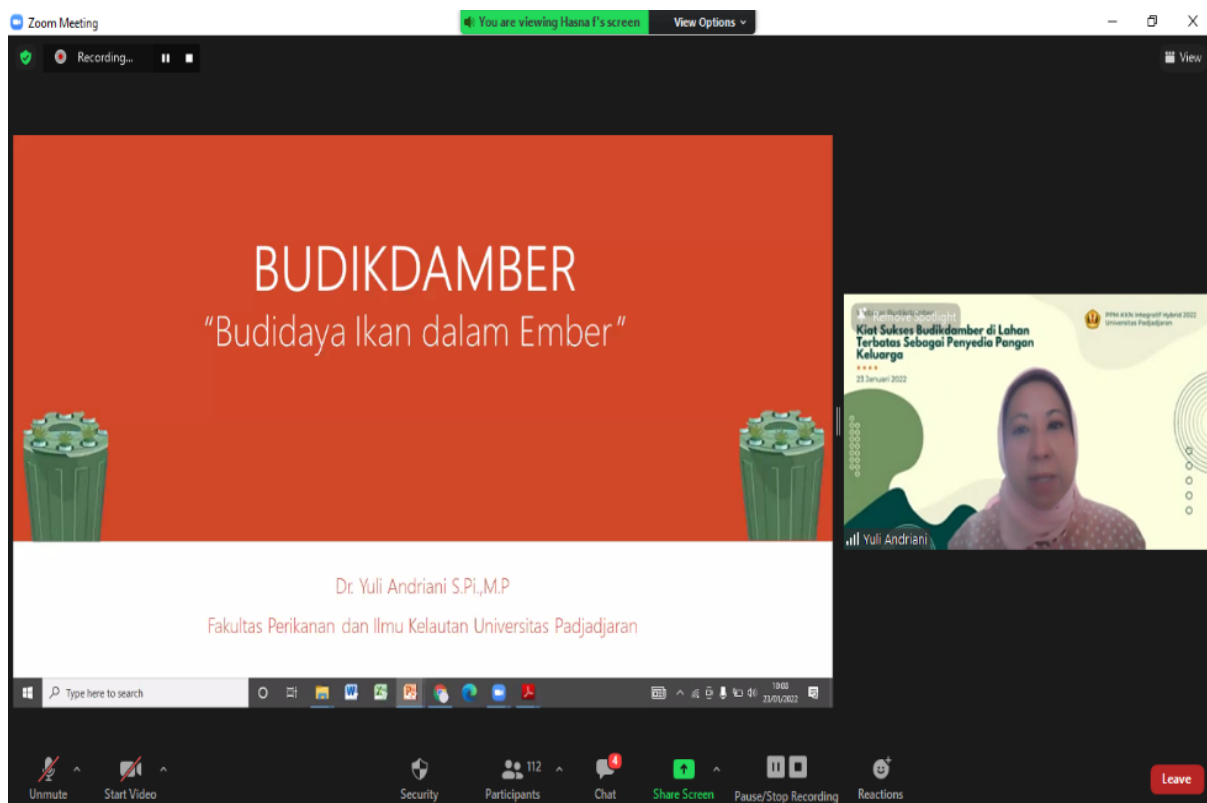 Zoom Meeting
You are viewing Hasna f's screen
View Options
Recording...
View
BUDIKDAMBER
"Budidaya Ikan dalam Ember"
Dr. Yuli Andriani S.Pi.,M.P
Fakultas Perikanan dan Ilmu Kelautan Universitas Padjadjaran
Type here to search
23/01/2022
Remove Spotlight
Kiat Sukses Budikdamber di Lahan
Terbatas Sebagai Penyedia Pangan
Keluarga
23 Januari 2022
PPM KKN Integratif Hybrid 2022
Universitas Padjadjaran
Yuli Andriani
Unmute
Start Video
Security
112
Participants
4
Chat
Share Screen
Pause/Stop Recording
Reactions
Leave